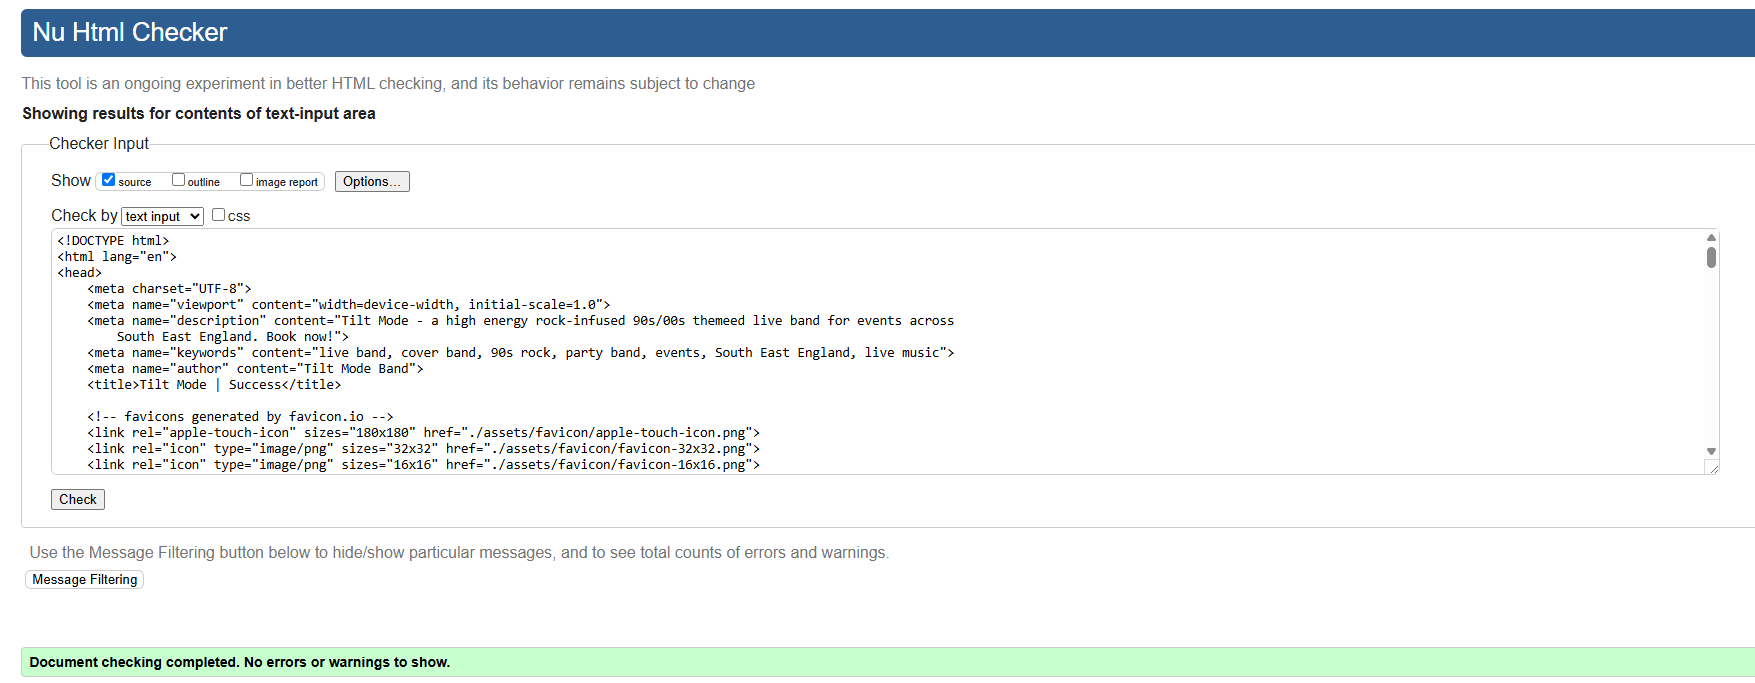 Nu Html Checker
This tool is an ongoing experiment in better HTML checking, and its behavior remains subject to change
Showing results for contents of text-input area
Checker Input
Show source outline image report Options...
Check by text input css
<!DOCTYPE html>
<html lang="en">
<head>
    <meta charset="UTF-8">
    <meta name="viewport" content="width=device-width, initial-scale=1.0">
    <meta name="description" content="Tilt Mode - a high energy rock-infused 90s/00s themeed live band for events across
        South East England. Book now!">
    <meta name="keywords" content="live band, cover band, 90s rock, party band, events, South East England, live music">
    <meta name="author" content="Tilt Mode Band">
    <title>Tilt Mode | Success</title>

    <!-- favicons generated by favicon.io -->
    <link rel="apple-touch-icon" sizes="180x180" href="./assets/favicon/apple-touch-icon.png">
    <link rel="icon" type="image/png" sizes="32x32" href="./assets/favicon/favicon-32x32.png">
    <link rel="icon" type="image/png" sizes="16x16" href="./assets/favicon/favicon-16x16.png">
Check
Use the Message Filtering button below to hide/show particular messages, and to see total counts of errors and warnings.
Message Filtering
Document checking completed. No errors or warnings to show.